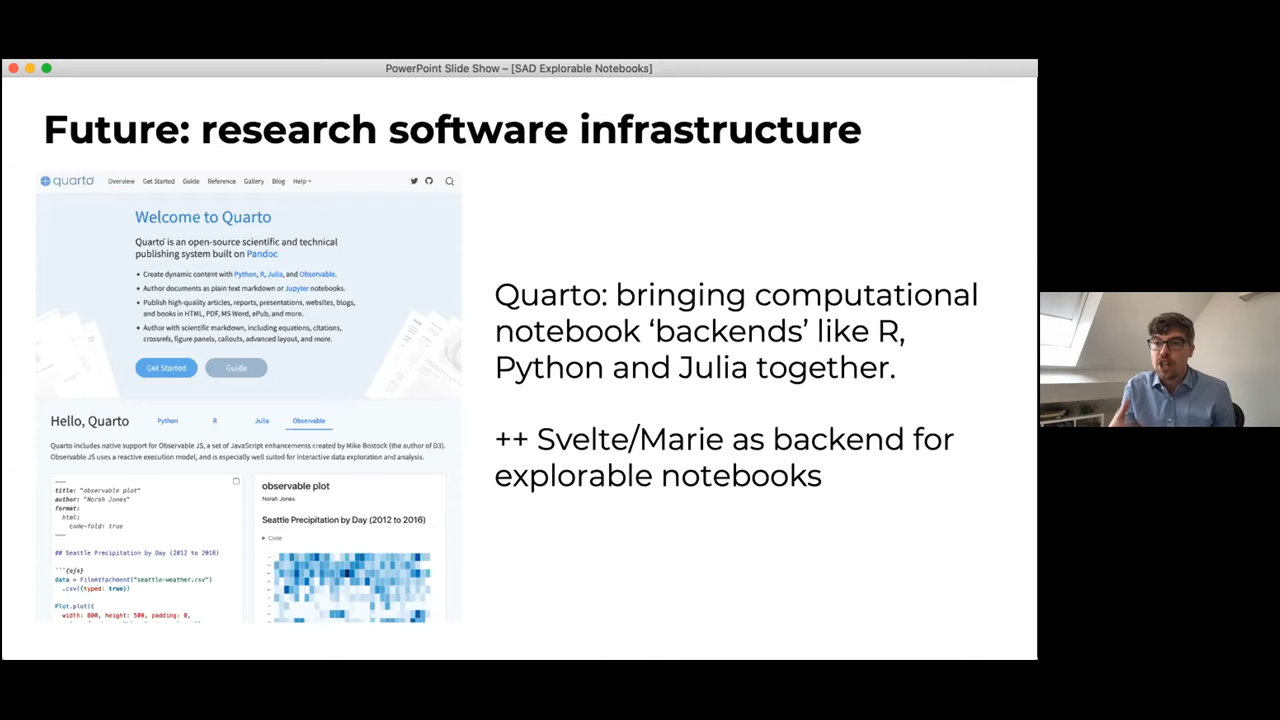 PowerPoint Slide Show – [SAD Explorable Notebooks]
Future: research software infrastructure
quarto
Overview Get Started Guide Reference Gallery Blog Help
Welcome to Quarto
Quarto® is an open-source scientific and technical
publishing system built on Pandoc
• Create dynamic content with Python, R, Julia, and Observable.
• Author documents as plain text markdown or Jupyter notebooks.
• Publish high-quality articles, reports, presentations, websites, blogs,
and books in HTML, PDF, MS Word, ePub, and more.
• Author with scientific markdown, including equations, citations,
crossrefs, figure panels, callouts, advanced layout, and more.
Get Started Guide
Hello, Quarto Python R Julia Observable
Quarto includes native support for Observable JS, a set of JavaScript enhancements created by Mike Bostock (the author of D3).
Observable JS uses a reactive execution model, and is especially well suited for interactive data exploration and analysis.
---
title: "observable plot"
author: "Norah Jones"
format:
html:
code-fold: true
---
## Seattle Precipitation by Day (2012 to 2016)
```{ojs}
data = FileAttachment("seattle-weather.csv")
.csv({typed: true})
Plot.plot({
width: 800, height: 500, padding: 0,
observable plot
Norah Jones
Seattle Precipitation by Day (2012 to 2016)
Code
Quarto: bringing computational
notebook ‘backends’ like R,
Python and Julia together.
++ Svelte/Marie as backend for
explorable notebooks